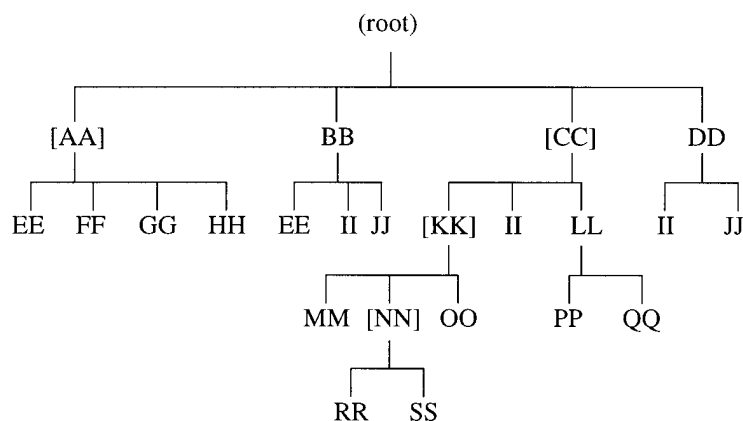 (root)
[AA] BB [CC] DD
EE FF GG HH EE II JJ [KK] II LL II JJ
MM [NN] OO PP QQ
RR SS